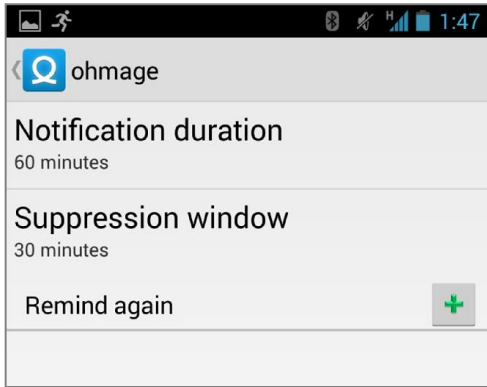 H 1:47
ohmage
Notification duration
60 minutes
Suppression window
30 minutes
Remind again